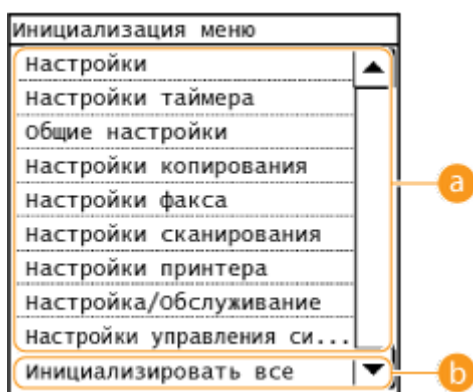 Инициализация меню
Настройки
Настройки таймера
Общие настройки
Настройки копирования
Настройки факса
Настройки сканирования
Настройки принтера
Настройка/Обслуживание
Настройки управления си...
Инициализировать все
a
b